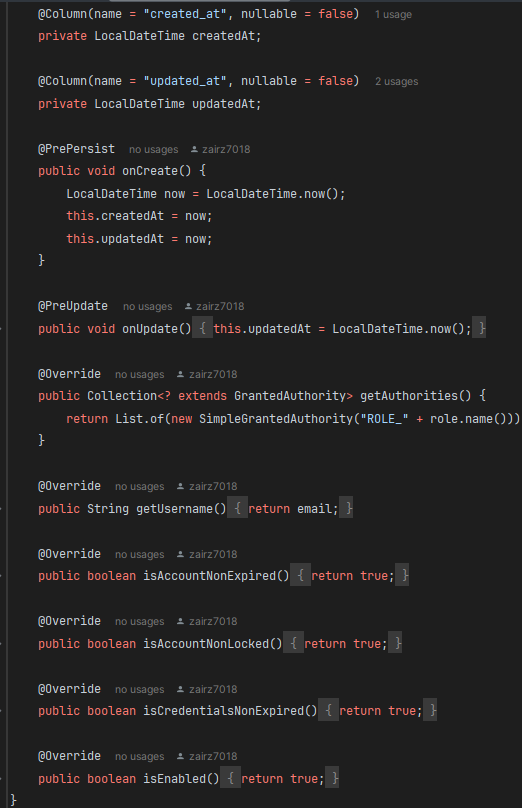 @Column(name = "created_at", nullable = false) 1 usage
private LocalDateTime createdAt;
@Column(name = "updated_at", nullable = false) 2 usages
private LocalDateTime updatedAt;
@PrePersist no usages zairz7018
public void onCreate() {
LocalDateTime now = LocalDateTime.now();
this.createdAt = now;
this.updatedAt = now;
}
@PreUpdate no usages zairz7018
public void onUpdate() { this.updatedAt = LocalDateTime.now(); }
@Override no usages zairz7018
public Collection<? extends GrantedAuthority> getAuthorities() {
return List.of(new SimpleGrantedAuthority("ROLE_" + role.name()))
}
@Override no usages zairz7018
public String getUsername() { return email; }
@Override no usages zairz7018
public boolean isAccountNonExpired() { return true; }
@Override no usages zairz7018
public boolean isAccountNonLocked() { return true; }
@Override no usages zairz7018
public boolean isCredentialsNonExpired() { return true; }
@Override no usages zairz7018
public boolean isEnabled() { return true; }
}